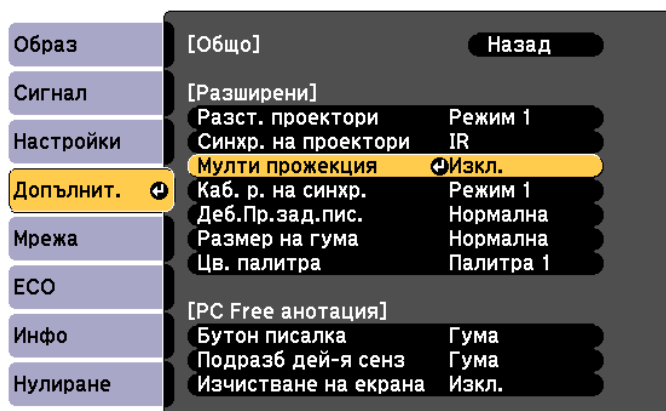 Образ
Сигнал
Настройки
Допълнит.
Мрежа
ECO
Инфо
Нулиране
[Общо] Назад
[Разширени]
Разст. проектори Режим 1
Синхр. на проектори IR
Мулти прожекция Изкл.
Каб. р. на синхр. Режим 1
Деб.Пр.зад.пис. Нормална
Размер на гума Нормална
Цв. палитра Палитра 1
[PC Free анотация]
Бутон писалка Гума
Подразб дей-я сенз Гума
Изчистване на екрана Изкл.